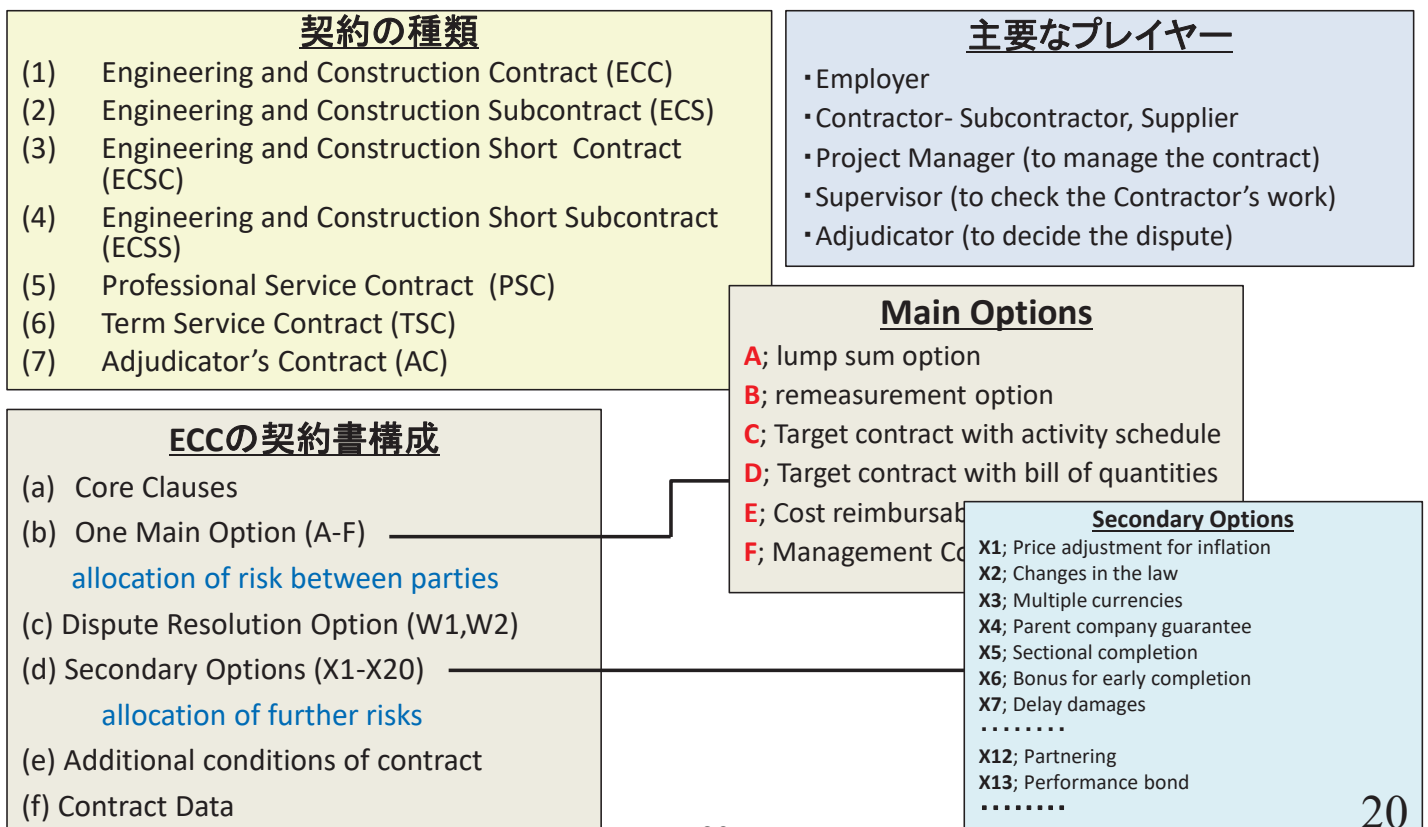 契約の種類
(1) Engineering and Construction Contract (ECC)
(2) Engineering and Construction Subcontract (ECS)
(3) Engineering and Construction Short Contract
(ECSC)
(4) Engineering and Construction Short Subcontract
(ECSS)
(5) Professional Service Contract (PSC)
(6) Term Service Contract (TSC)
(7) Adjudicator's Contract (AC)
主要なプレイヤー
・Employer
・Contractor- Subcontractor, Supplier
・Project Manager (to manage the contract)
・Supervisor (to check the Contractor's work)
・Adjudicator (to decide the dispute)
ECCの契約書構成
(a) Core Clauses
(b) One Main Option (A-F)
allocation of risk between parties
(c) Dispute Resolution Option (W1,W2)
(d) Secondary Options (X1-X20)
allocation of further risks
(e) Additional conditions of contract
(f) Contract Data
Main Options
A; lump sum option
B; remeasurement option
C; Target contract with activity schedule
D; Target contract with bill of quantities
E; Cost
F; Management
Secondary Options
X1; Price adjustment for inflation
X2; Changes in the law
X3; Multiple currencies
X4; Parent company guarantee
X5; Sectional completion
X6; Bonus for early completion
X7; Delay damages
・・・・・・・・
X12; Partnering
X13; Performance bond
・・・・・・・・
20